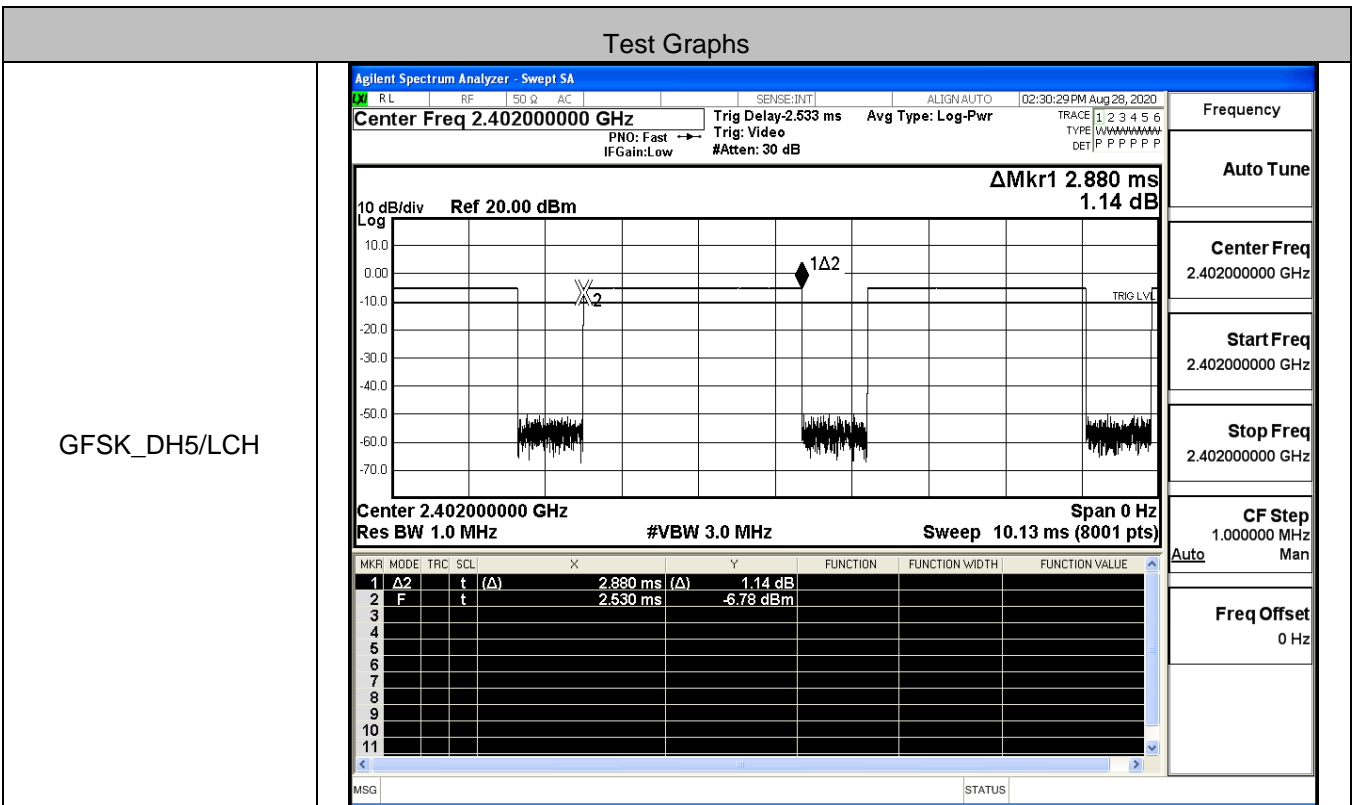 Test Graphs
GFSK_DH5/LCH
Agilent Spectrum Analyzer - Swept SA
LXI RL RF 50 Ω AC SENSE:INT ALIGN AUTO 02:30:29 PM Aug 28, 2020
Center Freq 2.402000000 GHz
PNO: Fast
IFGain:Low
Trig Delay-2.533 ms
Trig: Video
#Atten: 30 dB
Avg Type: Log-Pwr
TRACE 1 2 3 4 5 6
TYPE WWWWWW
DET P P P P P P
ΔMkr1 2.880 ms
1.14 dB
10 dB/div Ref 20.00 dBm
Log
10.0
0.00
-10.0
-20.0
-30.0
-40.0
-50.0
-60.0
-70.0
1Δ2
2
TRIG LVL
Center 2.402000000 GHz Span 0 Hz
Res BW 1.0 MHz #VBW 3.0 MHz Sweep 10.13 ms (8001 pts)
MKR MODE TRC SCL X Y FUNCTION FUNCTION WIDTH FUNCTION VALUE
1 Δ2 t (Δ) 2.880 ms (Δ) 1.14 dB
2 F t 2.530 ms -6.78 dBm
3
4
5
6
7
8
9
10
11
MSG STATUS
Frequency
Auto Tune
Center Freq
2.402000000 GHz
Start Freq
2.402000000 GHz
Stop Freq
2.402000000 GHz
CF Step
1.000000 MHz
Auto Man
Freq Offset
0 Hz